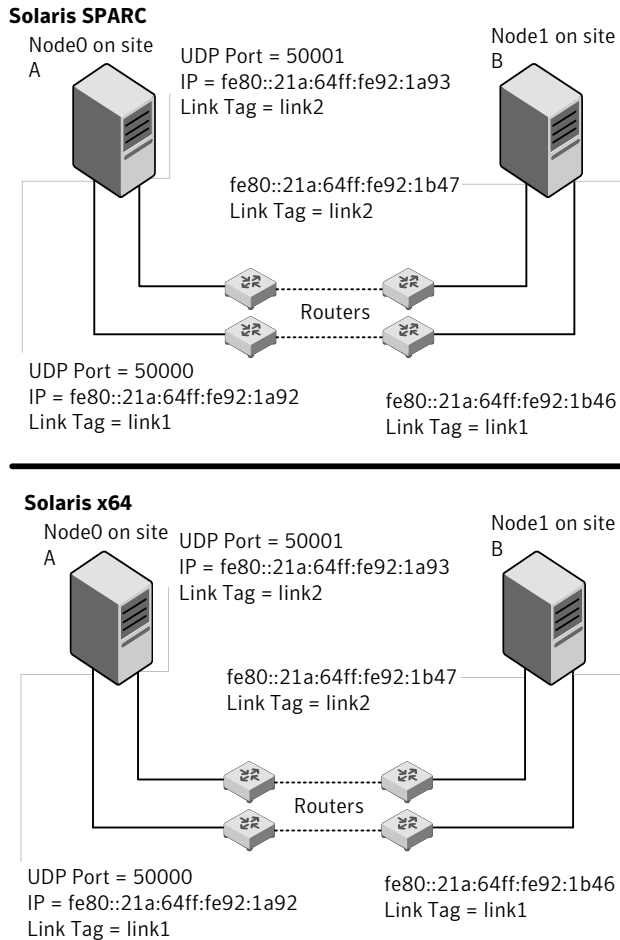 Solaris SPARC
Node0 on site
A
UDP Port = 50001
IP = fe80::21a:64ff:fe92:1a93
Link Tag = link2
Node1 on site
B
fe80::21a:64ff:fe92:1b47
Link Tag = link2
Routers
UDP Port = 50000
IP = fe80::21a:64ff:fe92:1a92
Link Tag = link1
fe80::21a:64ff:fe92:1b46
Link Tag = link1
Solaris x64
Node0 on site
A
UDP Port = 50001
IP = fe80::21a:64ff:fe92:1a93
Link Tag = link2
Node1 on site
B
fe80::21a:64ff:fe92:1b47
Link Tag = link2
Routers
UDP Port = 50000
IP = fe80::21a:64ff:fe92:1a92
Link Tag = link1
fe80::21a:64ff:fe92:1b46
Link Tag = link1